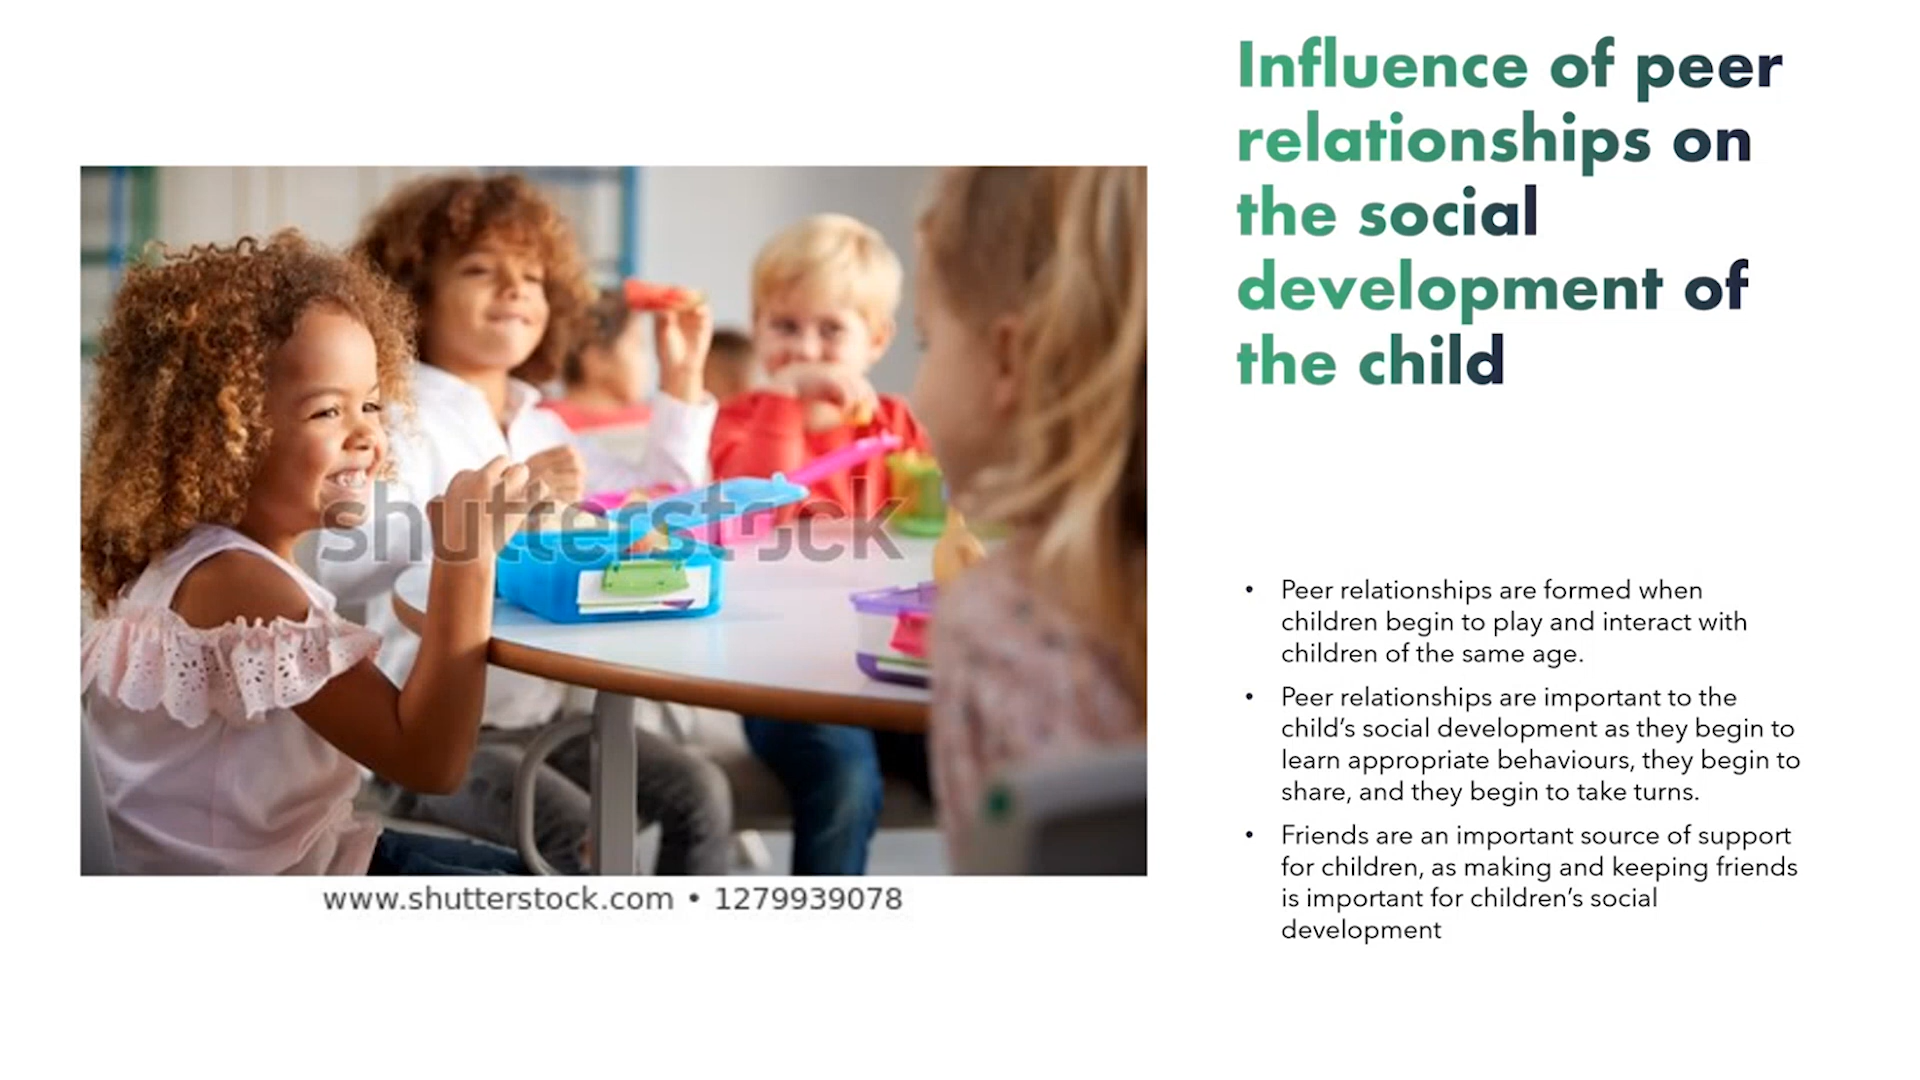 Influence of peer
relationships on
the social
development of
the child
shutterstock
www.shutterstock.com • 1279939078
• Peer relationships are formed when
children begin to play and interact with
children of the same age.
• Peer relationships are important to the
child’s social development as they begin to
learn appropriate behaviours, they begin to
share, and they begin to take turns.
• Friends are an important source of support
for children, as making and keeping friends
is important for children’s social
development